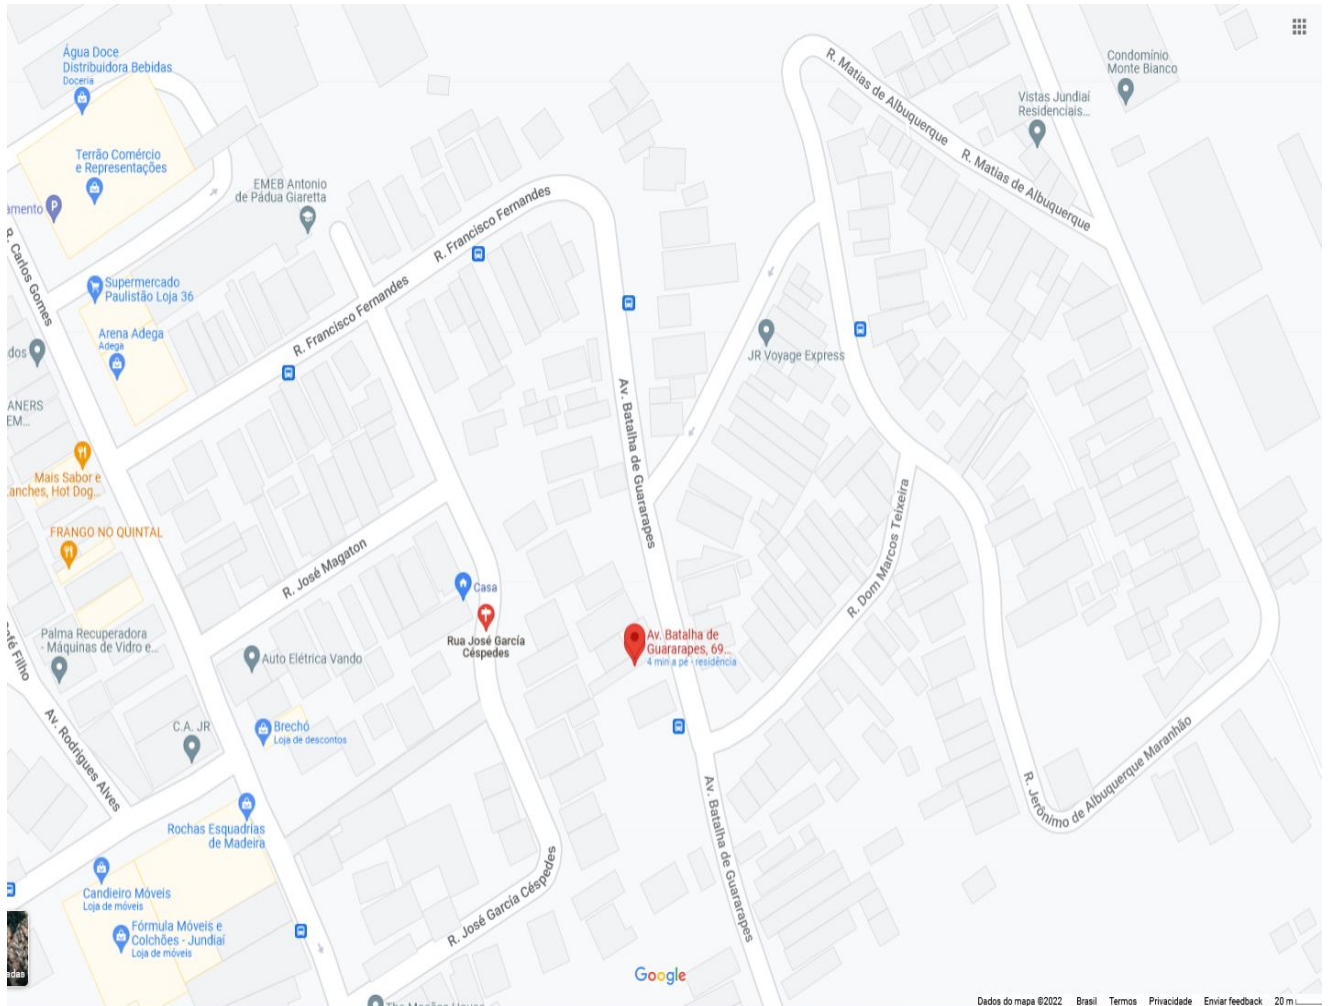 Água Doce
Distribuidora Bebidas
Doceria
Terrão Comércio
e Representações
amento
P
EMEB Antonio
de Pádua Giaretta
R. Carlos Gomes
Supermercado
Paulistão Loja 36
Arena Adega
Adega
dos
ANERS
EM...
Mais Sabor e
Lanches, Hot Dog...
FRANGO NO QUINTAL
R. Francisco Fernandes
R. Francisco Fernandes
R. José Magaton
Casa
Rua José García
Céspedes
Palma Recuperadora
- Máquinas de Vidro e...
Café Filho
Auto Elétrica Vando
C.A. JR
Brechó
Loja de descontos
Av. Rodrigues Alves
Rochas Esquadrias
de Madeira
Candieiro Móveis
Loja de móveis
Fórmula Móveis e
Colchões - Jundiaí
Loja de móveis
adas
R. José García Céspedes
Av. Batalha de Guararapes
Av. Batalha de
Guararapes, 69...
4 min a pé - residência
Av. Batalha de Guararapes
JR Voyage Express
R. Matias de Albuquerque
R. Matias de Albuquerque
Vistas Jundiaí
Residenciais...
Condomínio
Monte Bianco
R. Dom Marcos Teixeira
R. Jerônimo de Albuquerque Maranhão
Google
Dados do mapa ©2022 Brasil Termos Privacidade Enviar feedback 20 m